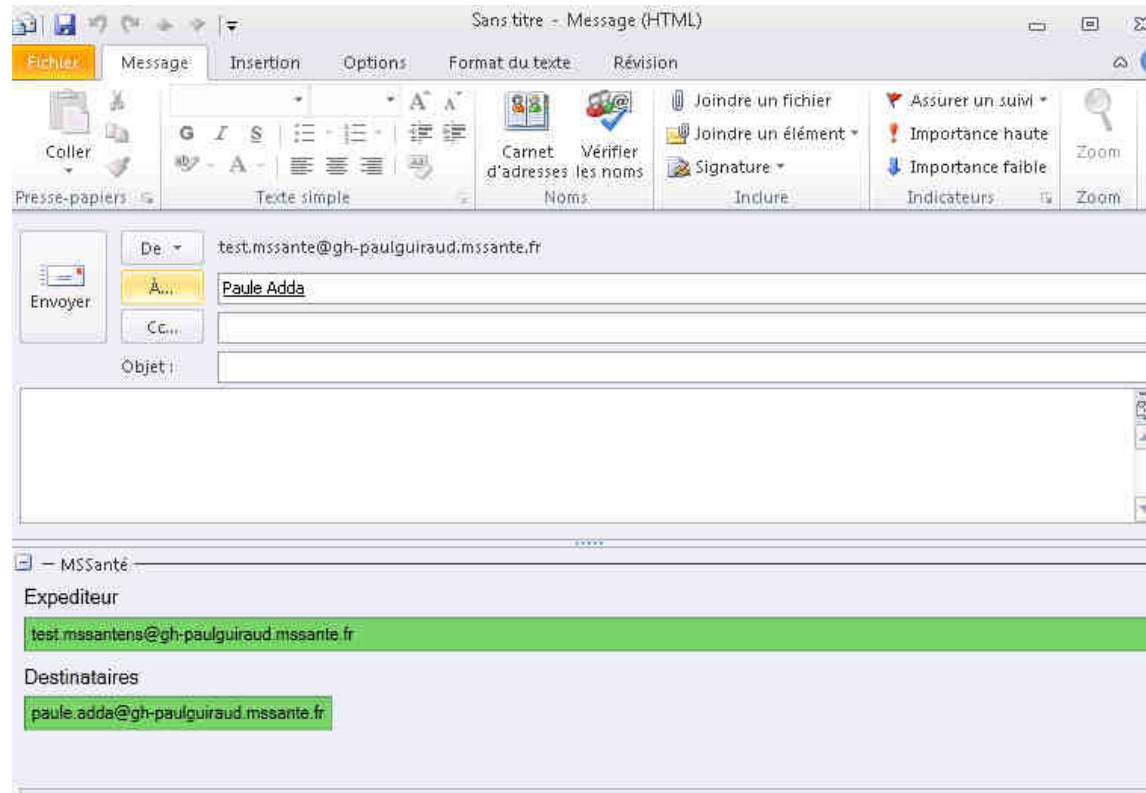 Sans titre - Message (HTML)
Fichier Message Insertion Options Format du texte Révision
Coller
G I S
A
Carnet d'adresses
Vérifier les noms
Joindre un fichier
Joindre un élément
Signature
Assurer un suivi
Importance haute
Importance faible
Zoom
Presse-papiers Texte simple Noms Inclure Indicateurs Zoom
Envoyer
De test.mssante@gh-paulguiraud.mssante.fr
À... Paule Adda
Cc...
Objet :
MSSanté
Expediteur
test.mssantens@gh-paulguiraud.mssante.fr
Destinataires
paule.adda@gh-paulguiraud.mssante.fr